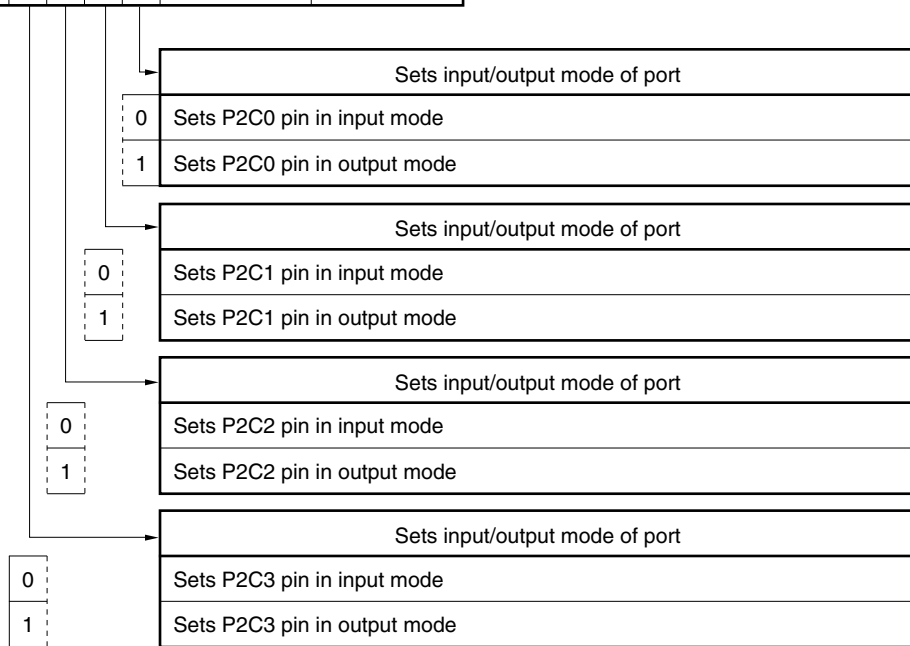 Sets input/output mode of port
0 Sets P2C0 pin in input mode
1 Sets P2C0 pin in output mode
Sets input/output mode of port
0 Sets P2C1 pin in input mode
1 Sets P2C1 pin in output mode
Sets input/output mode of port
0 Sets P2C2 pin in input mode
1 Sets P2C2 pin in output mode
Sets input/output mode of port
0 Sets P2C3 pin in input mode
1 Sets P2C3 pin in output mode